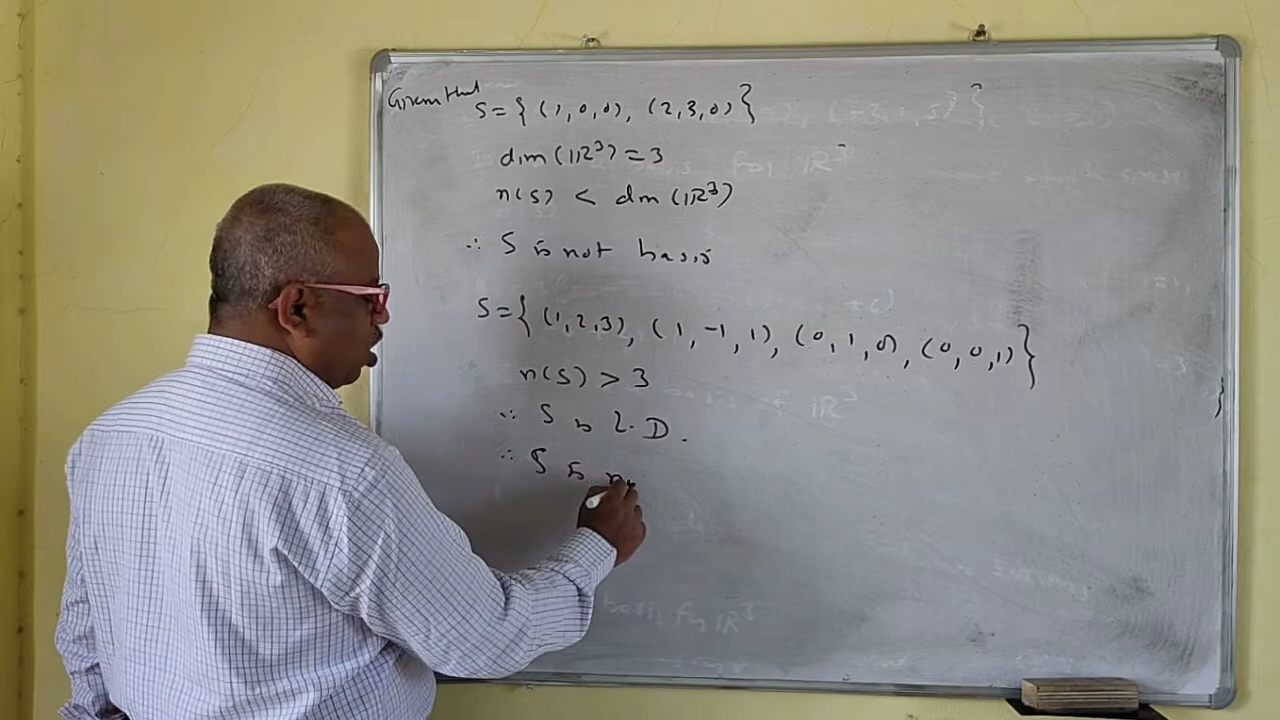 Given that S = { (1, 0, 0), (2, 3, 0) }
dim (ℝ³) = 3
n(S) < dim (ℝ³)
∴ S is not basis
S = { (1, 2, 3), (1, -1, 1), (0, 1, 0), (0, 0, 1) }
n(S) > 3
∴ S is L.D.
∴ S is no